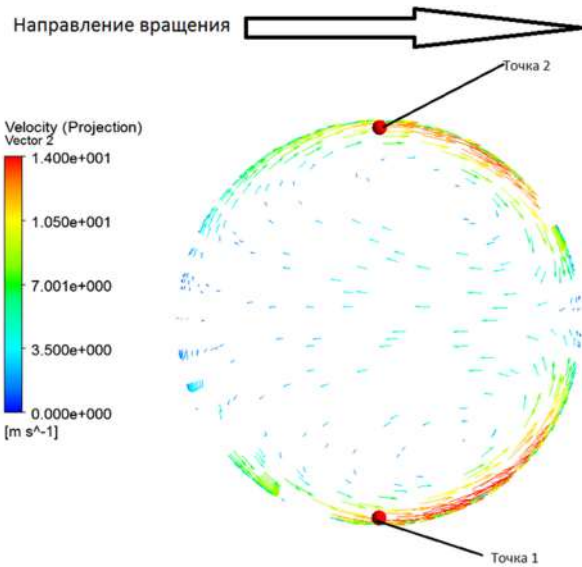 Направление вращения
Точка 2
Velocity (Projection)
Vector 2
1.400e+001
1.050e+001
7.001e+000
3.500e+000
0.000e+000
[m s^-1]
Точка 1